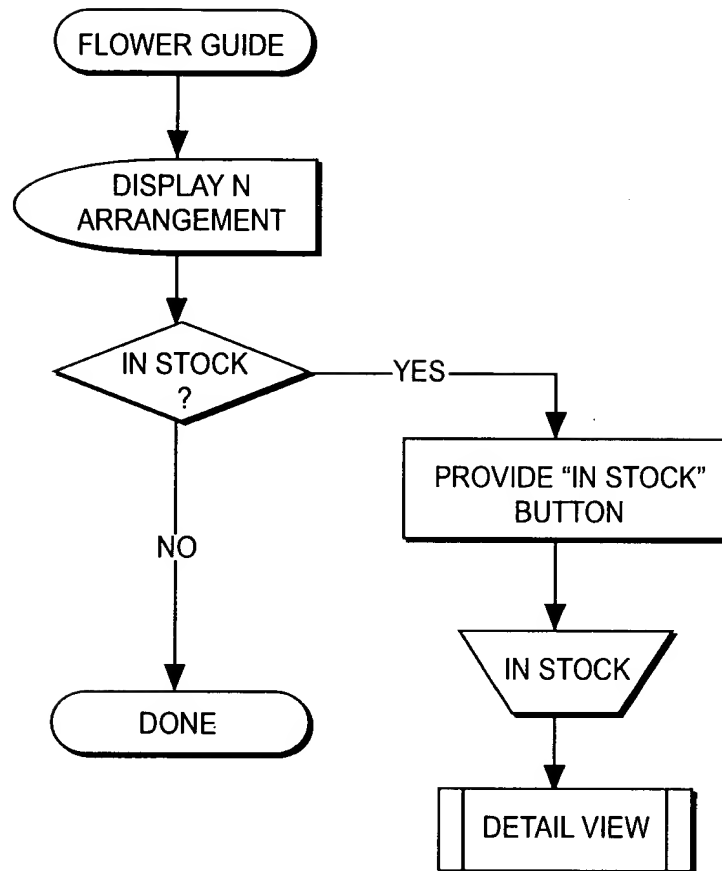 FLOWER GUIDE
DISPLAY N
ARRANGEMENT
IN STOCK
?
YES
NO
PROVIDE “IN STOCK”
BUTTON
IN STOCK
DONE
DETAIL VIEW